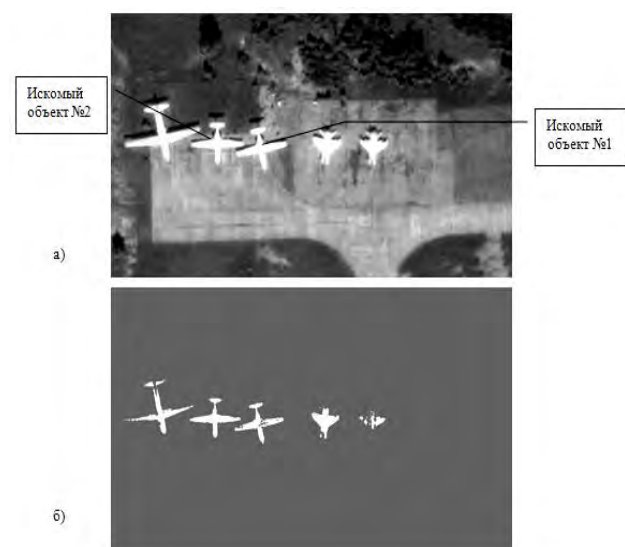 Искомый
объект №2
Искомый
объект №1
а)
б)